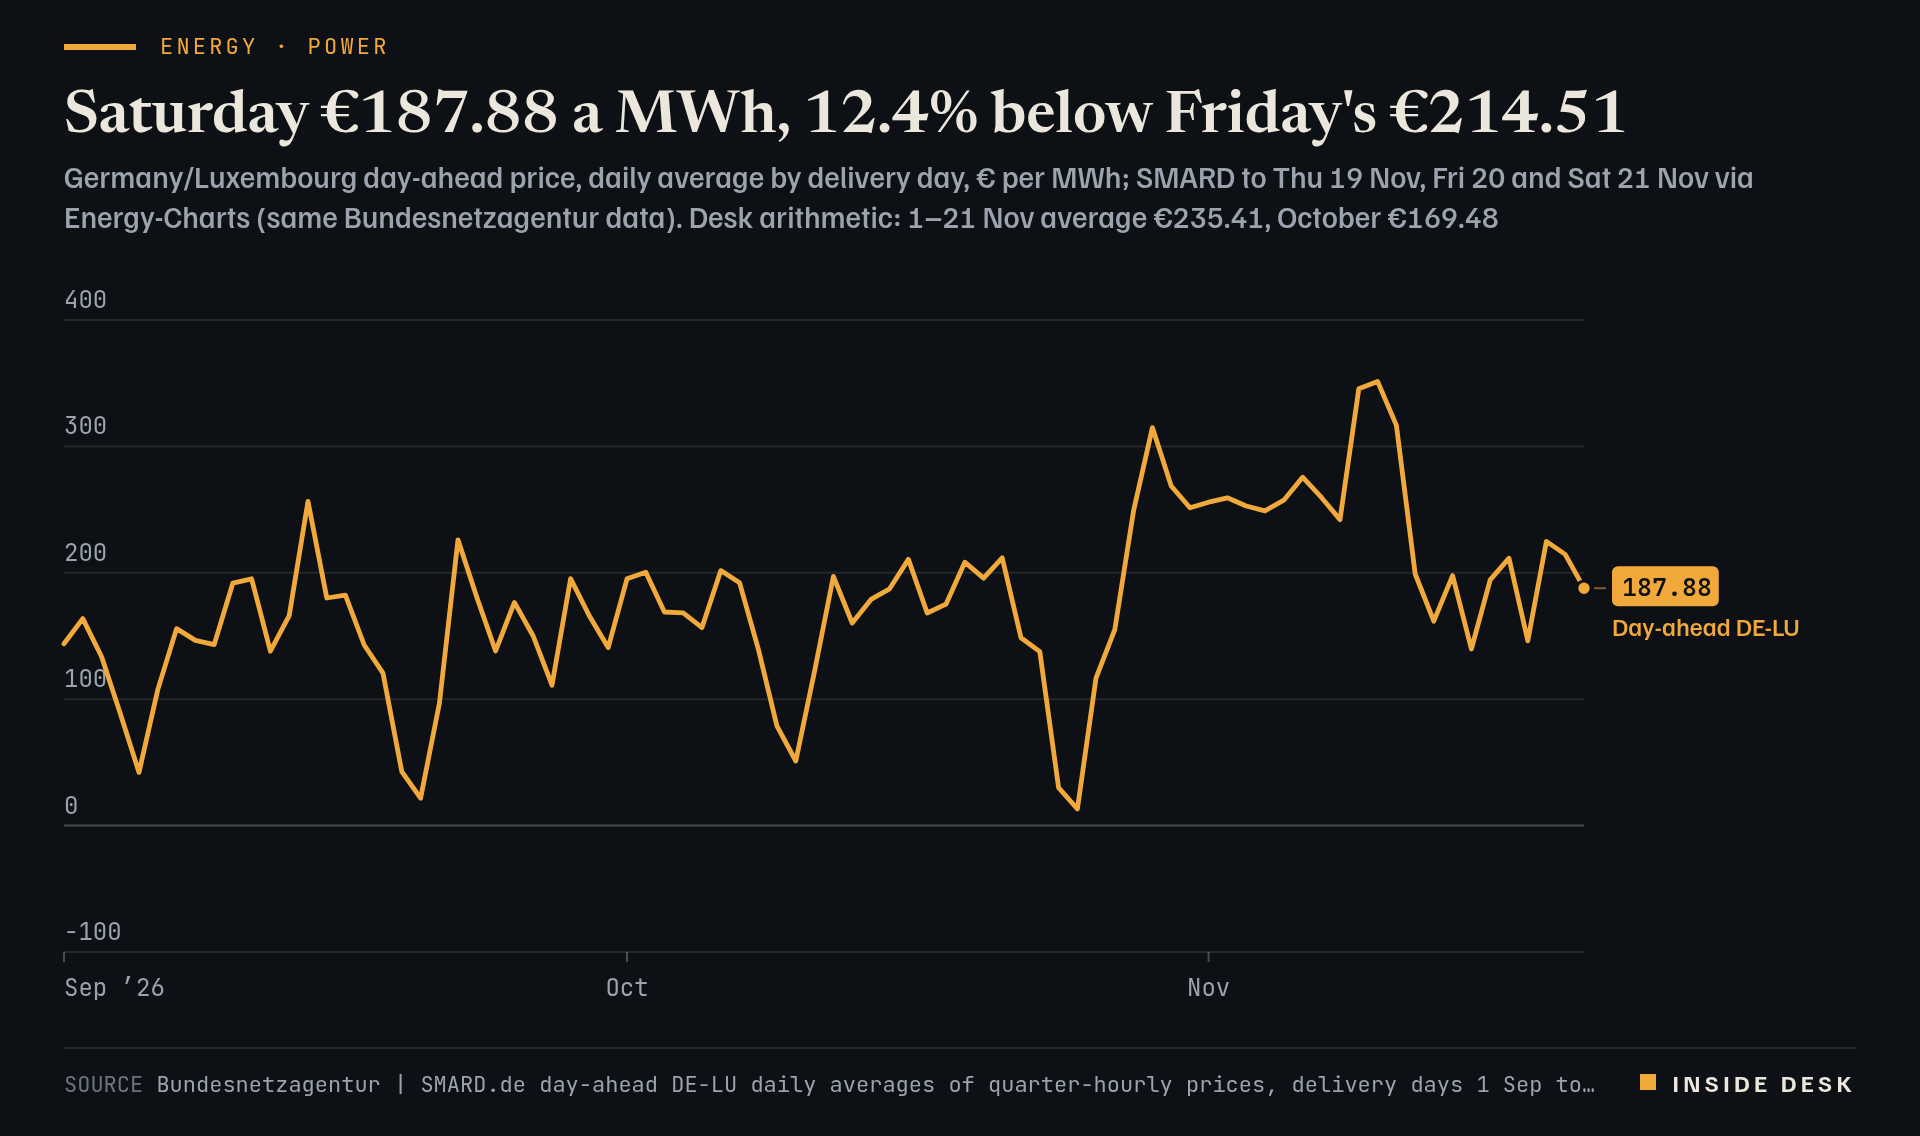 ENERGY · POWER
Saturday €187.88 a MWh, 12.4% below Friday's €214.51
Germany/Luxembourg day-ahead price, daily average by delivery day, € per MWh; SMARD to Thu 19 Nov, Fri 20 and Sat 21 Nov via
Energy-Charts (same Bundesnetzagentur data). Desk arithmetic: 1–21 Nov average €235.41, October €169.48
400
300
200
100
0
-100
187.88
Day-ahead DE-LU
Sep ’26
Oct
Nov
SOURCE Bundesnetzagentur | SMARD.de day-ahead DE-LU daily averages of quarter-hourly prices, delivery days 1 Sep to…
INSIDE DESK